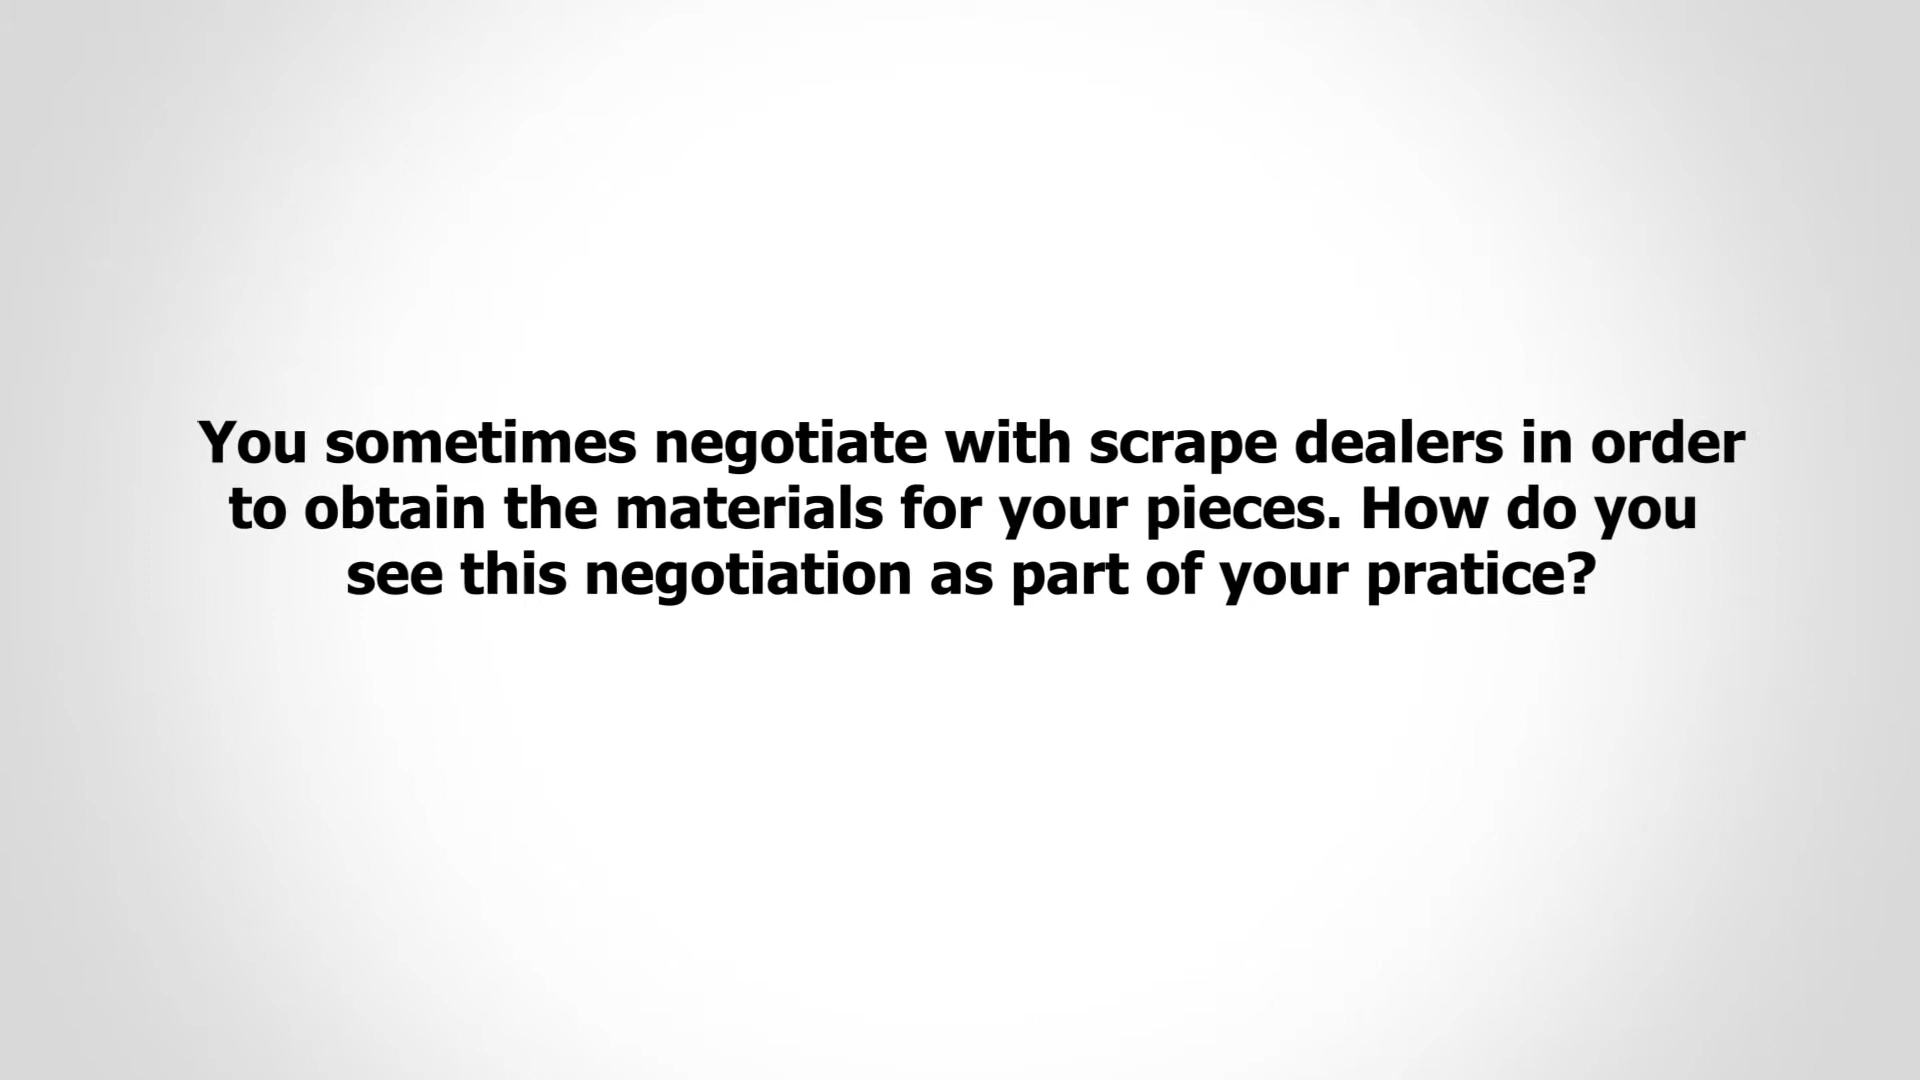 You sometimes negotiate with scrape dealers in order
to obtain the materials for your pieces. How do you
see this negotiation as part of your pratice?